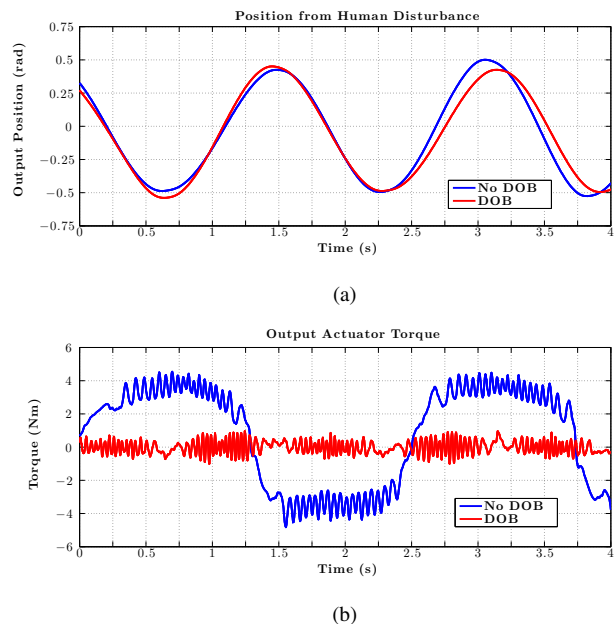 Position from Human Disturbance
Output Position (rad)
0.75
0.5
0.25
0
−0.25
−0.5
−0.75
No DOB
DOB
0 0.5 1 1.5 2 2.5 3 3.5 4
Time (s)
(a)
Output Actuator Torque
Torque (Nm)
6
4
2
0
−2
−4
−6
No DOB
DOB
0 0.5 1 1.5 2 2.5 3 3.5 4
Time (s)
(b)